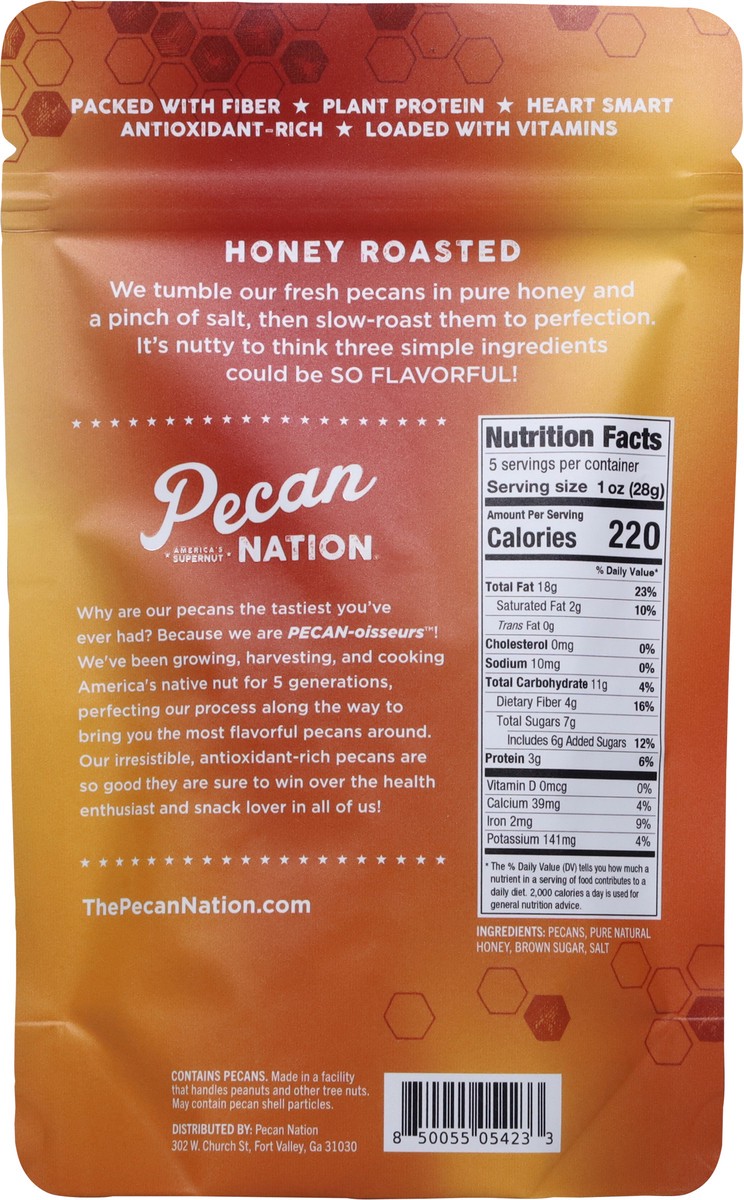 PACKED WITH FIBER ★ PLANT PROTEIN ★ HEART SMART
ANTIOXIDANT-RICH ★ LOADED WITH VITAMINS
HONEY ROASTED
We tumble our fresh pecans in pure honey and
a pinch of salt, then slow-roast them to perfection.
It's nutty to think three simple ingredients
could be SO FLAVORFUL!
Pecan
AMERICA'S
SUPERNUT
NATION®
Why are our pecans the tastiest you've
ever had? Because we are PECAN-oisseurs™!
We've been growing, harvesting, and cooking
America's native nut for 5 generations,
perfecting our process along the way to
bring you the most flavorful pecans around.
Our irresistible, antioxidant-rich pecans are
so good they are sure to win over the health
enthusiast and snack lover in all of us!
ThePecanNation.com
Nutrition Facts
5 servings per container
Serving size 1 oz (28g)
Amount Per Serving
Calories 220
% Daily Value*
Total Fat 18g 23%
Saturated Fat 2g 10%
Trans Fat 0g
Cholesterol 0mg 0%
Sodium 10mg 0%
Total Carbohydrate 11g 4%
Dietary Fiber 4g 16%
Total Sugars 7g
Includes 6g Added Sugars 12%
Protein 3g 6%
Vitamin D 0mcg 0%
Calcium 39mg 4%
Iron 2mg 9%
Potassium 141mg 4%
* The % Daily Value (DV) tells you how much a
nutrient in a serving of food contributes to a
daily diet. 2,000 calories a day is used for
general nutrition advice.
INGREDIENTS: PECANS, PURE NATURAL
HONEY, BROWN SUGAR, SALT
CONTAINS PECANS. Made in a facility
that handles peanuts and other tree nuts.
May contain pecan shell particles.
DISTRIBUTED BY: Pecan Nation
302 W. Church St, Fort Valley, Ga 31030
8 50055 05423 3